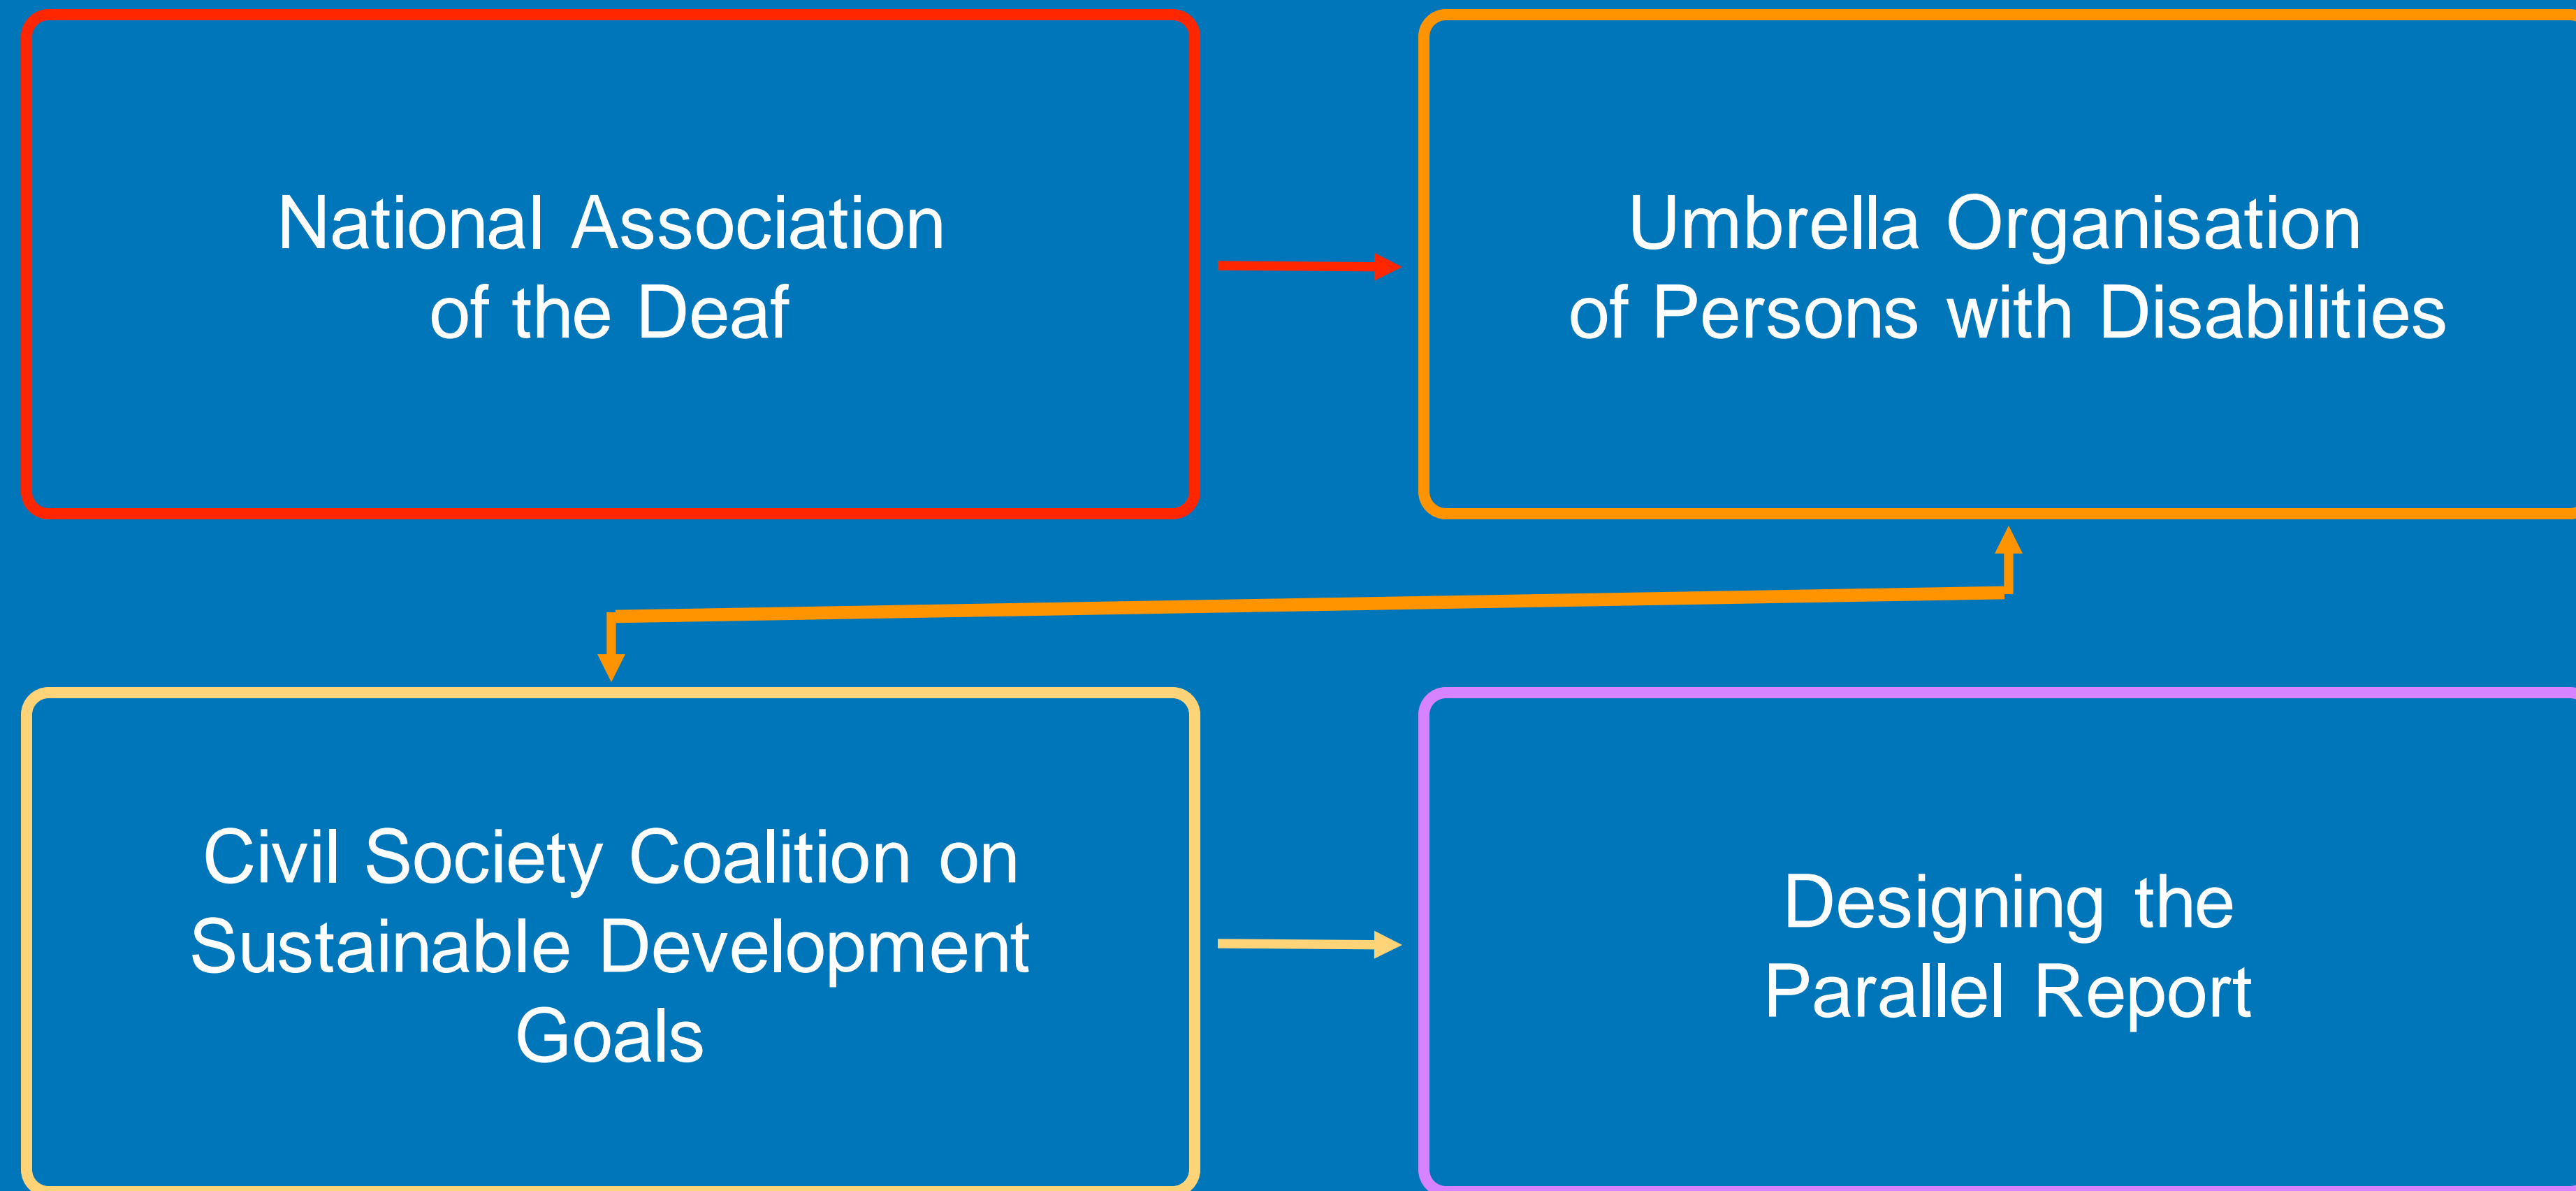 National Association
of the Deaf
Umbrella Organisation
of Persons with Disabilities
Civil Society Coalition on
Sustainable Development
Goals
Designing the
Parallel Report